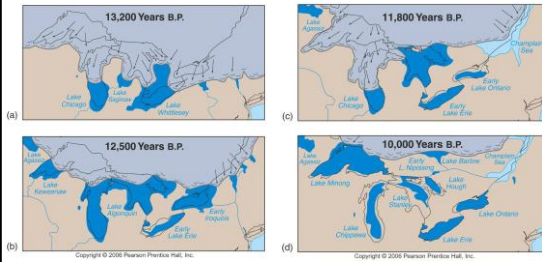 13,200 Years B.P.
Lake
Chicago
Lake
Saginaw
Lake
Whittlesey
(a)
12,500 Years B.P.
Lake
Agassiz
Lake
Keweenaw
Lake
Algonquin
Early
Lake Erie
Early
Iroquois
(b)
Copyright © 2006 Pearson Prentice Hall, Inc.
11,800 Years B.P.
Lake
Agassiz
Champlain
Sea
Early
Lake Ontario
Lake
Chicago
Early
Lake Erie
(c)
10,000 Years B.P.
Lake
Agassiz
Lake Minong
Early
L. Nipissing
Lake Barlow
Champlain
Sea
Lake
Hough
Lake
Stanley
Lake
Chippewa
Lake Ontario
Lake Erie
(d)
Copyright © 2006 Pearson Prentice Hall, Inc.